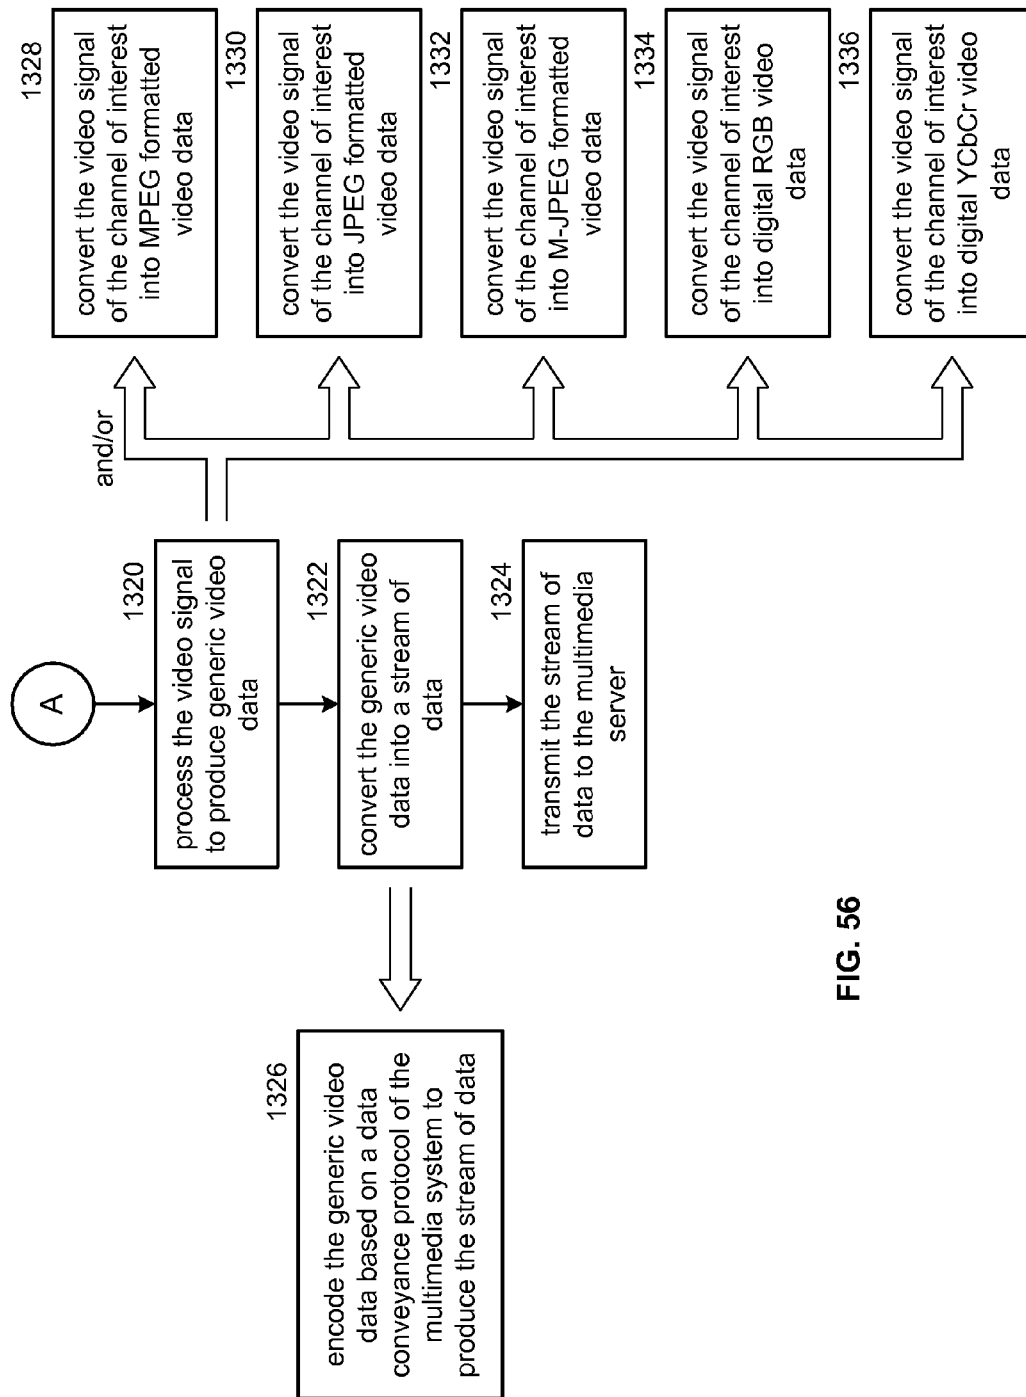 A
1320
process the video signal
to produce generic video
data
1322
convert the generic video
data into a stream of
data
1324
transmit the stream of
data to the multimedia
server
1326
encode the generic video
data based on a data
conveyance protocol of the
multimedia system to
produce the stream of data
and/or
1328
convert the video signal
of the channel of interest
into MPEG formatted
video data
1330
convert the video signal
of the channel of interest
into JPEG formatted
video data
1332
convert the video signal
of the channel of interest
into M-JPEG formatted
video data
1334
convert the video signal
of the channel of interest
into digital RGB video
data
1336
convert the video signal
of the channel of interest
into digital YCbCr video
data
FIG. 56